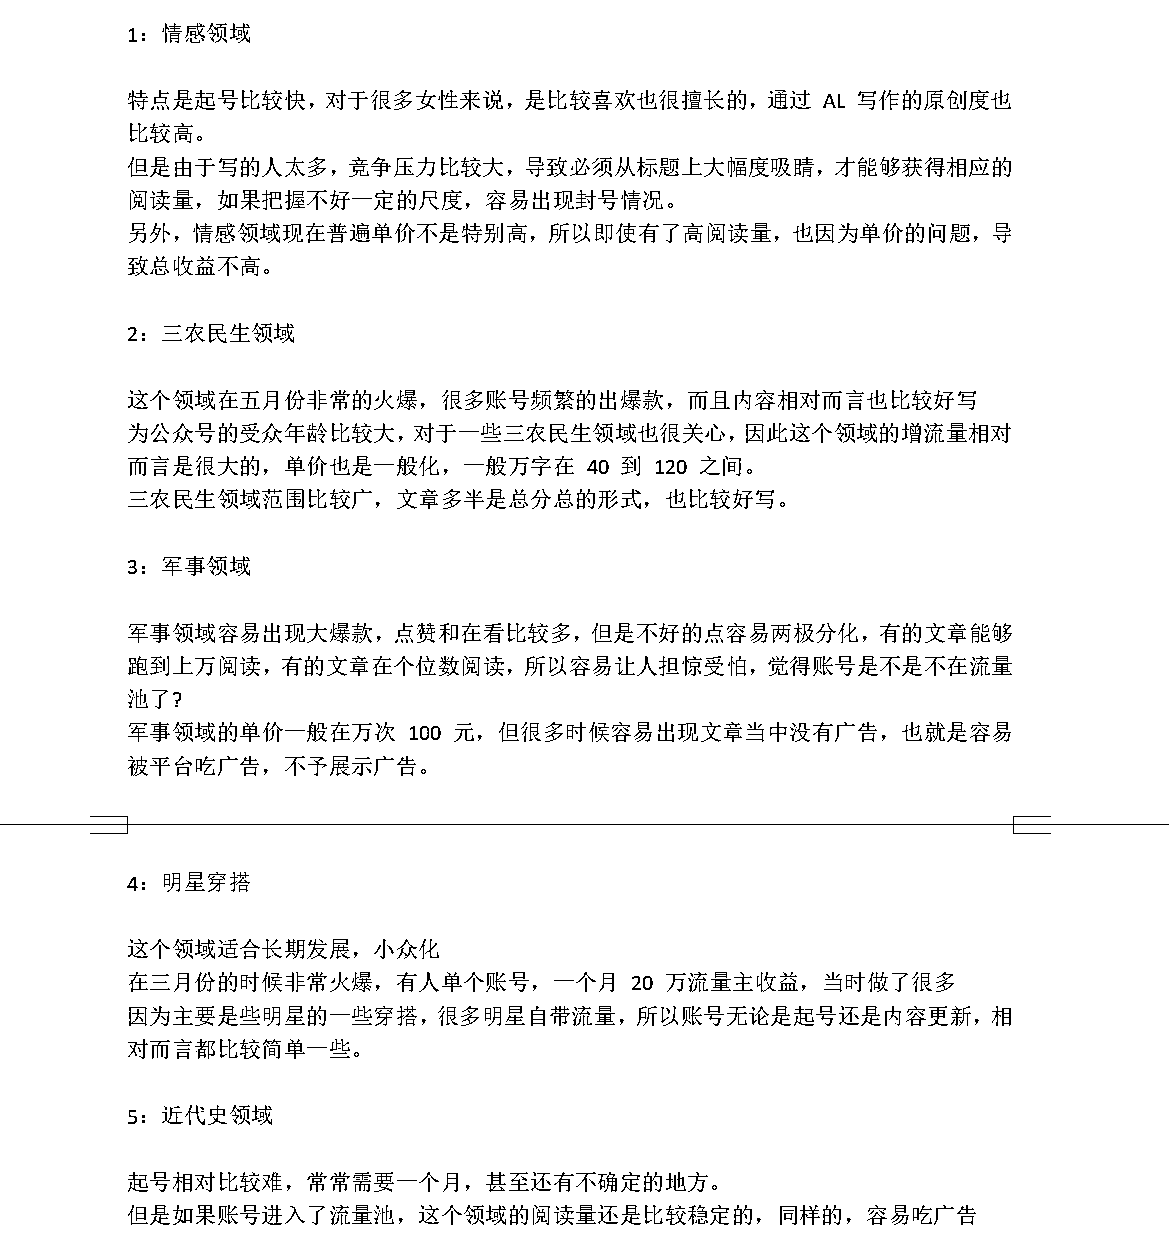 1：情感领域
特点是起号比较快，对于很多女性来说，是比较喜欢也很擅长的，通过 AL 写作的原创度也
比较高。
但是由于写的人太多，竞争压力比较大，导致必须从标题上大幅度吸睛，才能够获得相应的
阅读量，如果把握不好一定的尺度，容易出现封号情况。
另外，情感领域现在普遍单价不是特别高，所以即使有了高阅读量，也因为单价的问题，导
致总收益不高。
2：三农民生领域
这个领域在五月份非常的火爆，很多账号频繁的出爆款，而且内容相对而言也比较好写
为公众号的受众年龄比较大，对于一些三农民生领域也很关心，因此这个领域的增流量相对
而言是很大的，单价也是一般化，一般万字在 40 到 120 之间。
三农民生领域范围比较广，文章多半是总分总的形式，也比较好写。
3：军事领域
军事领域容易出现大爆款，点赞和在看比较多，但是不好的点容易两极分化，有的文章能够
跑到上万阅读，有的文章在个位数阅读，所以容易让人担惊受怕，觉得账号是不是不在流量
池了?
军事领域的单价一般在万次 100 元，但很多时候容易出现文章当中没有广告，也就是容易
被平台吃广告，不予展示广告。
4：明星穿搭
这个领域适合长期发展，小众化
在三月份的时候非常火爆，有人单个账号，一个月 20 万流量主收益，当时做了很多
因为主要是些明星的一些穿搭，很多明星自带流量，所以账号无论是起号还是内容更新，相
对而言都比较简单一些。
5：近代史领域
起号相对比较难，常常需要一个月，甚至还有不确定的地方。
但是如果账号进入了流量池，这个领域的阅读量还是比较稳定的，同样的，容易吃广告